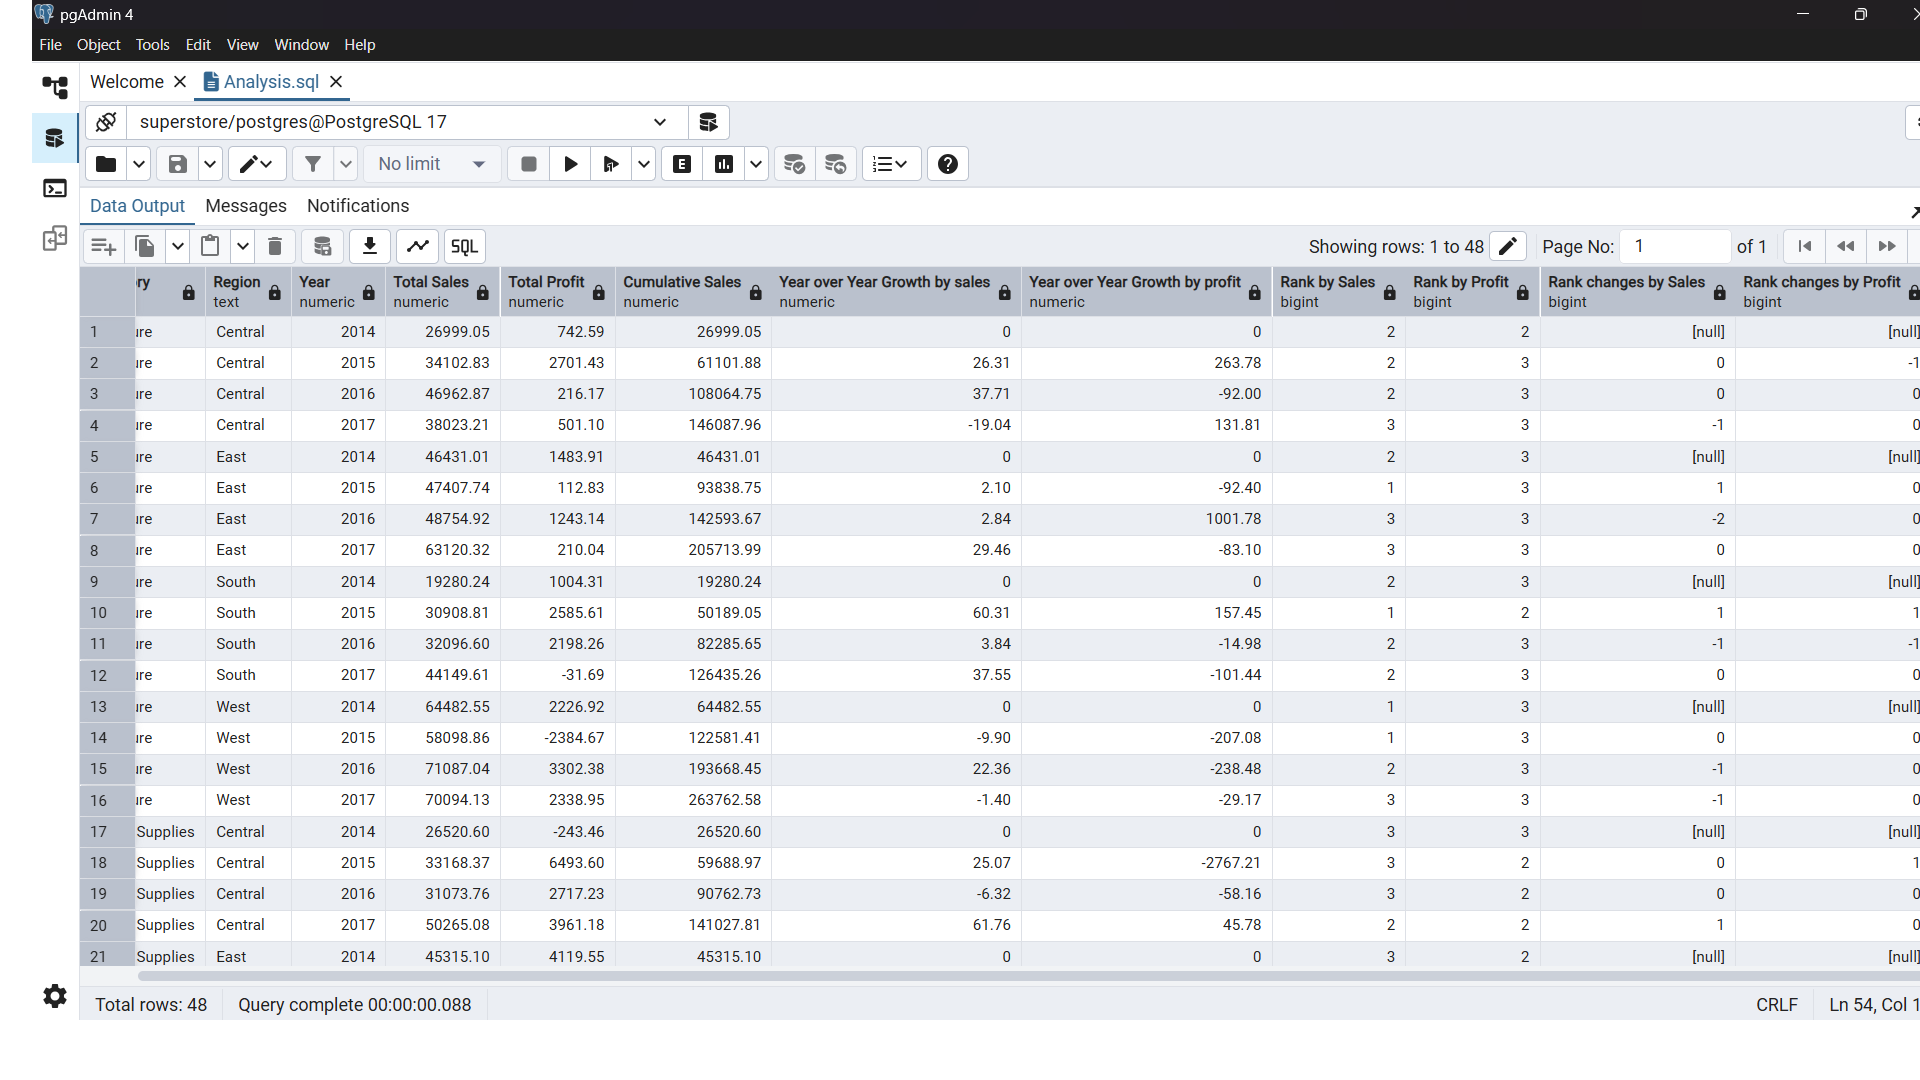 pgAdmin 4
File Object Tools Edit View Window Help
Welcome Analysis.sql
superstore/postgres@PostgreSQL 17
No limit
Data Output Messages Notifications
SQL Showing rows: 1 to 48 Page No: 1 of 1
ry Region Year Total Sales Total Profit Cumulative Sales Year over Year Growth by sales Year over Year Growth by profit Rank by Sales Rank by Profit Rank changes by Sales Rank changes by Profit
text numeric numeric numeric numeric numeric numeric bigint bigint bigint bigint
1 ure Central 2014 26999.05 742.59 26999.05 0 0 2 2 [null] [null]
2 ure Central 2015 34102.83 2701.43 61101.88 26.31 263.78 2 3 0 -1
3 ure Central 2016 46962.87 216.17 108064.75 37.71 -92.00 2 3 0 0
4 ure Central 2017 38023.21 501.10 146087.96 -19.04 131.81 3 3 -1 0
5 ure East 2014 46431.01 1483.91 46431.01 0 0 2 3 [null] [null]
6 ure East 2015 47407.74 112.83 93838.75 2.10 -92.40 1 3 1 0
7 ure East 2016 48754.92 1243.14 142593.67 2.84 1001.78 3 3 -2 0
8 ure East 2017 63120.32 210.04 205713.99 29.46 -83.10 3 3 0 0
9 ure South 2014 19280.24 1004.31 19280.24 0 0 2 3 [null] [null]
10 ure South 2015 30908.81 2585.61 50189.05 60.31 157.45 1 2 1 1
11 ure South 2016 32096.60 2198.26 82285.65 3.84 -14.98 2 3 -1 -1
12 ure South 2017 44149.61 -31.69 126435.26 37.55 -101.44 2 3 0 0
13 ure West 2014 64482.55 2226.92 64482.55 0 0 1 3 [null] [null]
14 ure West 2015 58098.86 -2384.67 122581.41 -9.90 -207.08 1 3 0 0
15 ure West 2016 71087.04 3302.38 193668.45 22.36 -238.48 2 3 -1 0
16 ure West 2017 70094.13 2338.95 263762.58 -1.40 -29.17 3 3 -1 0
17 Supplies Central 2014 26520.60 -243.46 26520.60 0 0 3 3 [null] [null]
18 Supplies Central 2015 33168.37 6493.60 59688.97 25.07 -2767.21 3 2 0 1
19 Supplies Central 2016 31073.76 2717.23 90762.73 -6.32 -58.16 3 2 0 0
20 Supplies Central 2017 50265.08 3961.18 141027.81 61.76 45.78 2 2 1 0
21 Supplies East 2014 45315.10 4119.55 45315.10 0 0 3 2 [null] [null]
Total rows: 48 Query complete 00:00:00.088 CRLF Ln 54, Col 1